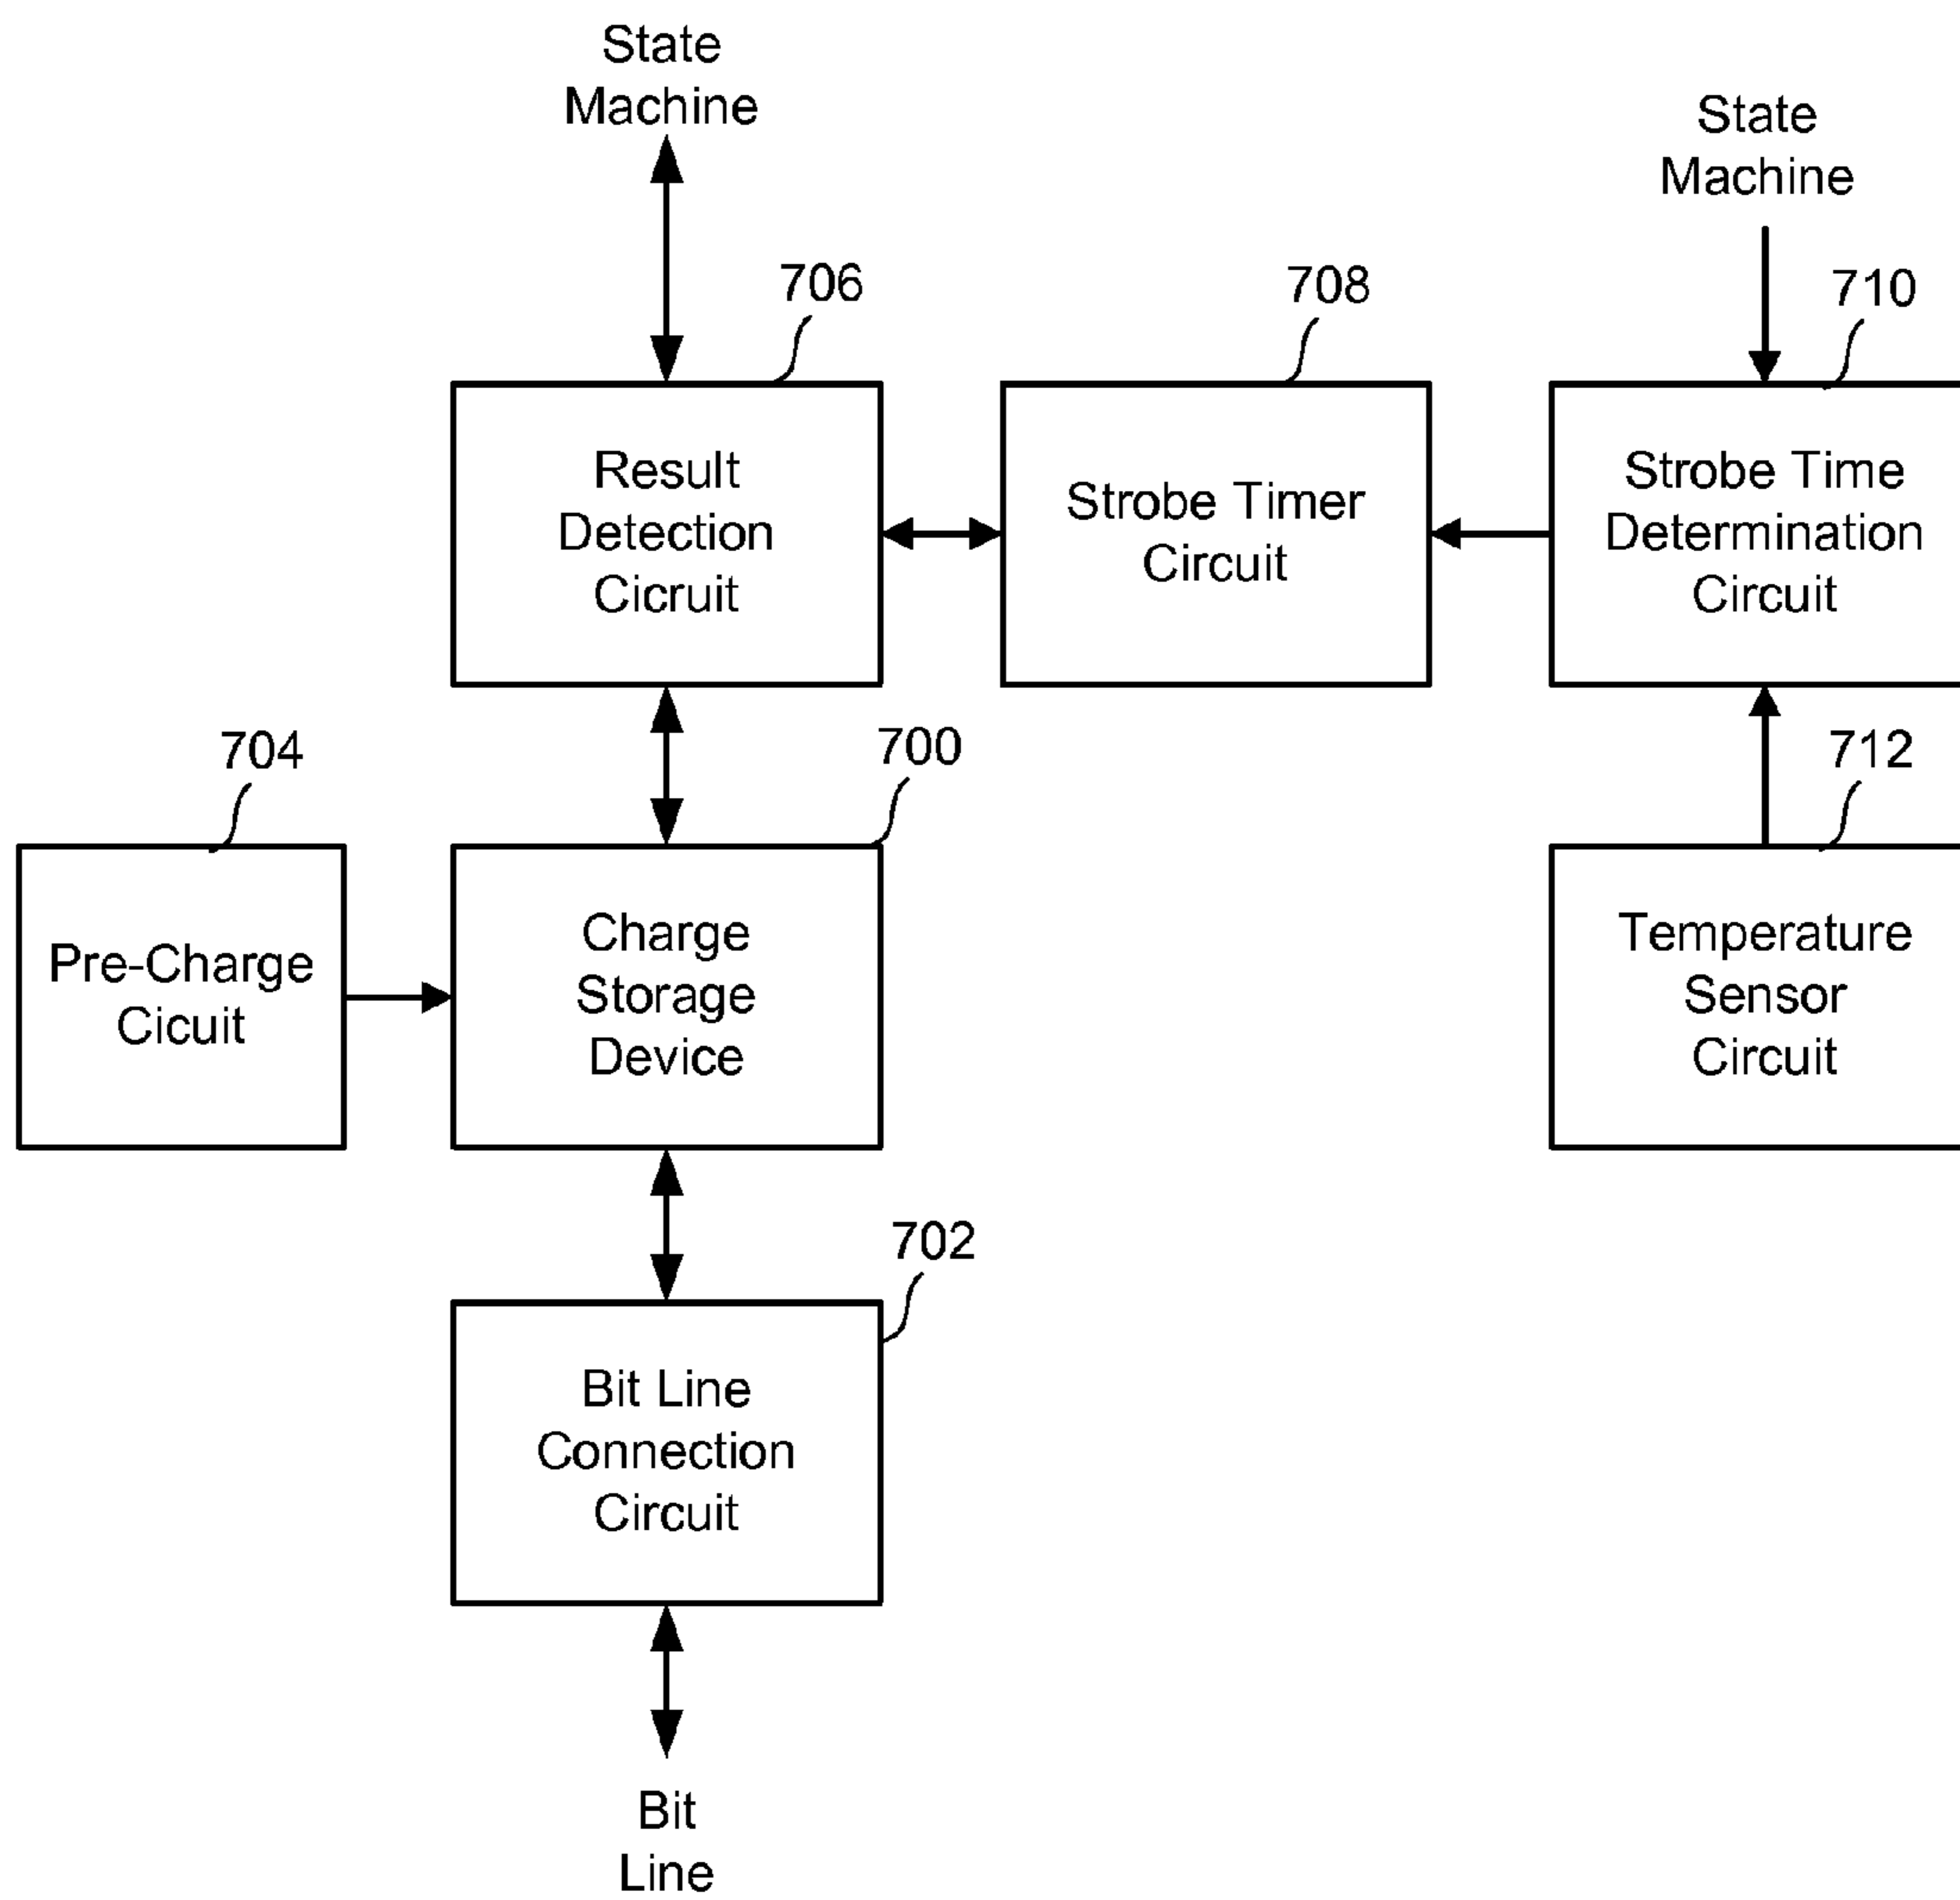 State
Machine
State
Machine
706
708
710
Result
Detection
Cicruit
Strobe Timer
Circuit
Strobe Time
Determination
Circuit
704
700
712
Pre-Charge
Cicuit
Charge
Storage
Device
Temperature
Sensor
Circuit
702
Bit Line
Connection
Circuit
Bit
Line